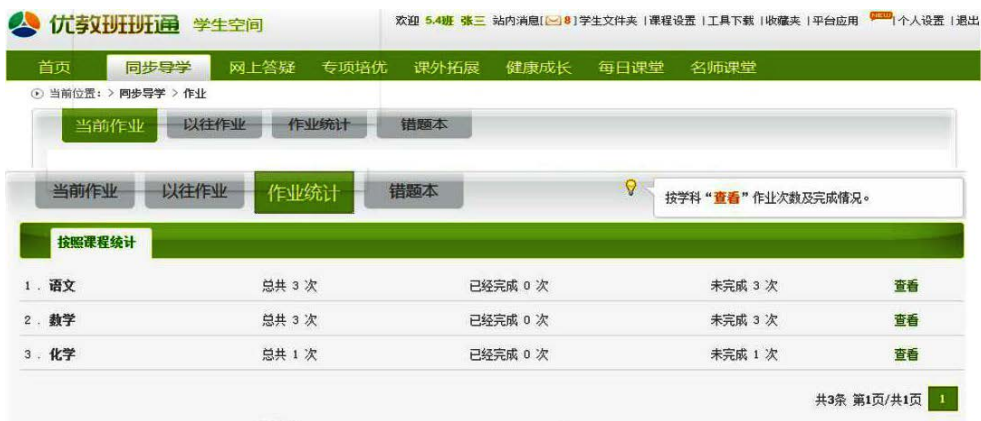 优教班班通 学生空间
欢迎 5.4班 张三 站内消息[8]学生文件夹 |课程设置 |工具下载 |收藏夹 |平台应用 NEW |个人设置 |退出
首页 同步导学 网上答疑 专项培优 课外拓展 健康成长 每日课堂 名师课堂
当前位置: > 同步导学 > 作业
当前作业 以往作业 作业统计 错题本
当前作业 以往作业 作业统计 错题本
按学科“查看”作业次数及完成情况。
按照课程统计
1 . 语文 总共 3 次 已经完成 0 次 未完成 3 次 查看
2 . 数学 总共 3 次 已经完成 0 次 未完成 3 次 查看
3 . 化学 总共 1 次 已经完成 0 次 未完成 1 次 查看
共3条 第1页/共1页 1